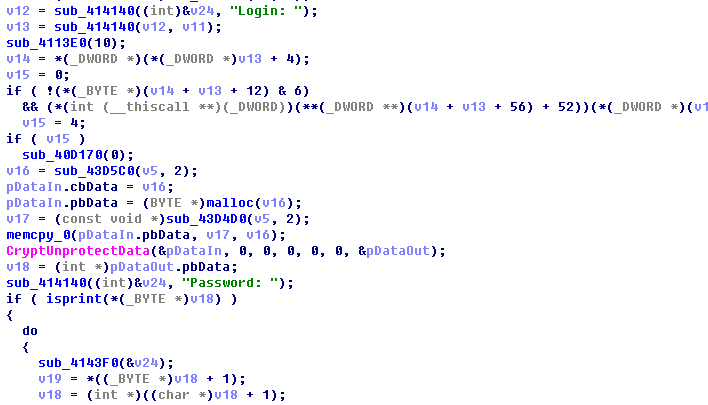 v12 = sub_414140((int)&v24, "Login: ");
v13 = sub_414140(v12, v11);
sub_4113E0(10);
v14 = *(_DWORD *)(*(_DWORD *)v13 + 4);
v15 = 0;
if ( !(*(_BYTE *)(v14 + v13 + 12) & 6)
&& (*(int (__thiscall **)(_DWORD))(**(_DWORD **)(v14 + v13 + 56) + 52))(*(_DWORD *)(v1
v15 = 4;
if ( v15 )
sub_40D170(0);
v16 = sub_43D5C0(v5, 2);
pDataIn.cbData = v16;
pDataIn.pbData = (BYTE *)malloc(v16);
v17 = (const void *)sub_43D4D0(v5, 2);
memcpy_0(pDataIn.pbData, v17, v16);
CryptUnprotectData(&pDataIn, 0, 0, 0, 0, 0, &pDataOut);
v18 = (int *)pDataOut.pbData;
sub_414140((int)&v24, "Password: ");
if ( isprint(*(_BYTE *)v18) )
{
do
{
sub_4143F0(&v24);
v19 = *((_BYTE *)v18 + 1);
v18 = (int *)((char *)v18 + 1);